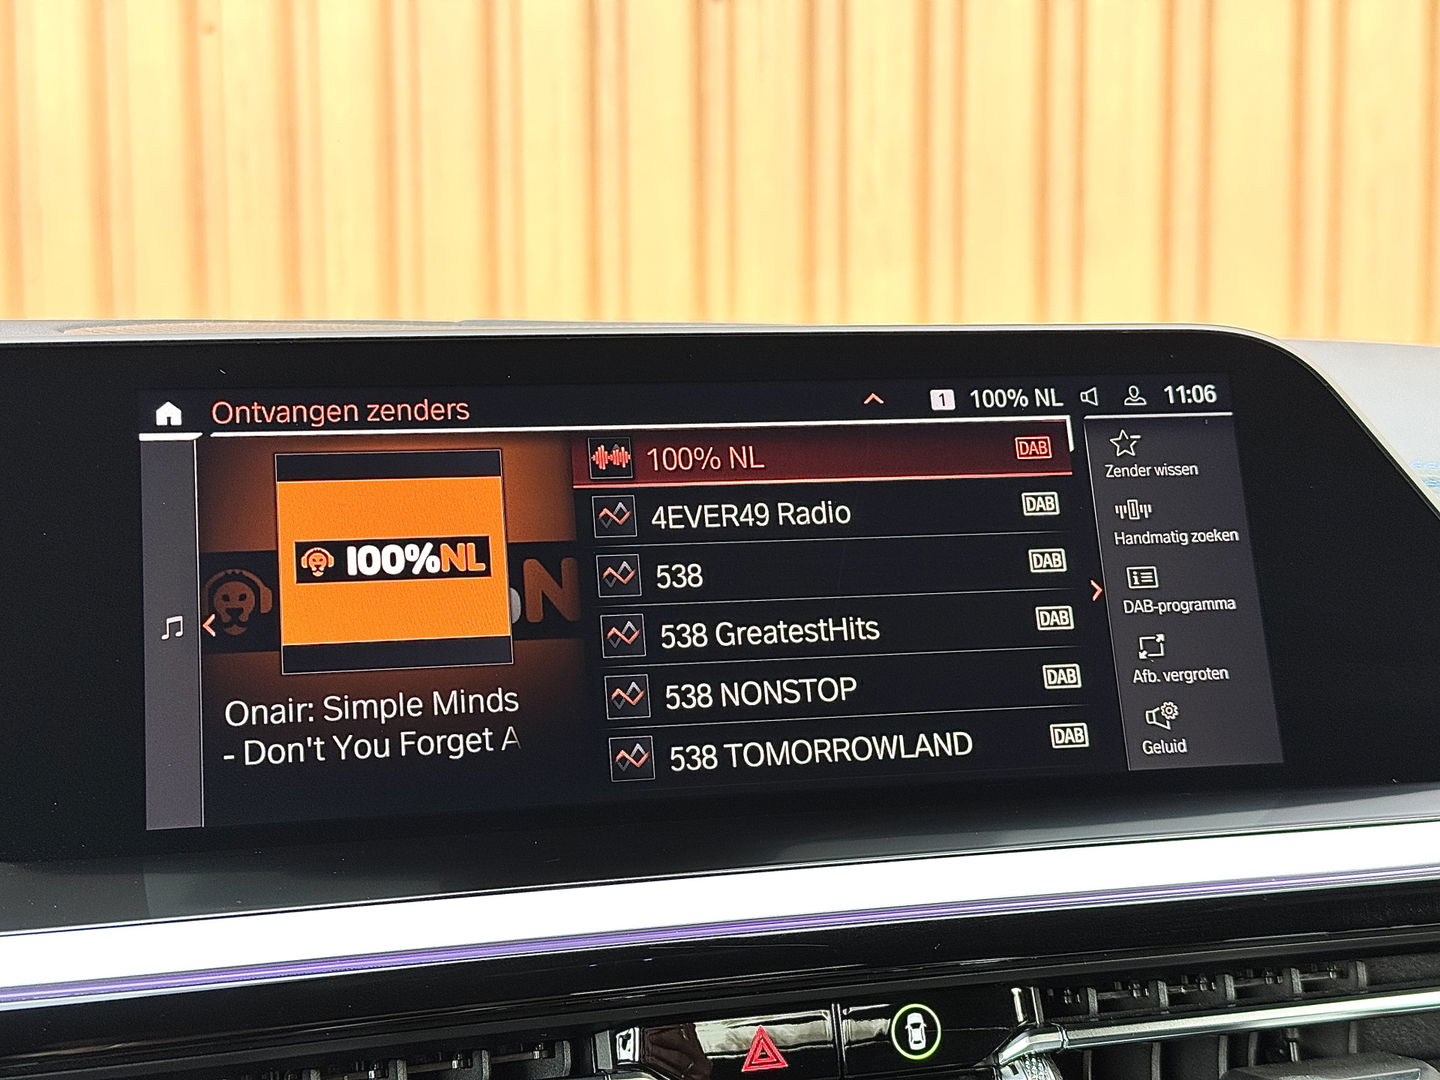 Ontvangen zenders
1 100% NL 11:06
100%NL
Onair: Simple Minds
- Don't You Forget A
100% NL DAB
4EVER49 Radio DAB
538 DAB
538 GreatestHits DAB
538 NONSTOP DAB
538 TOMORROWLAND DAB
Zender wissen
Handmatig zoeken
DAB-programma
Afb. vergroten
Geluid